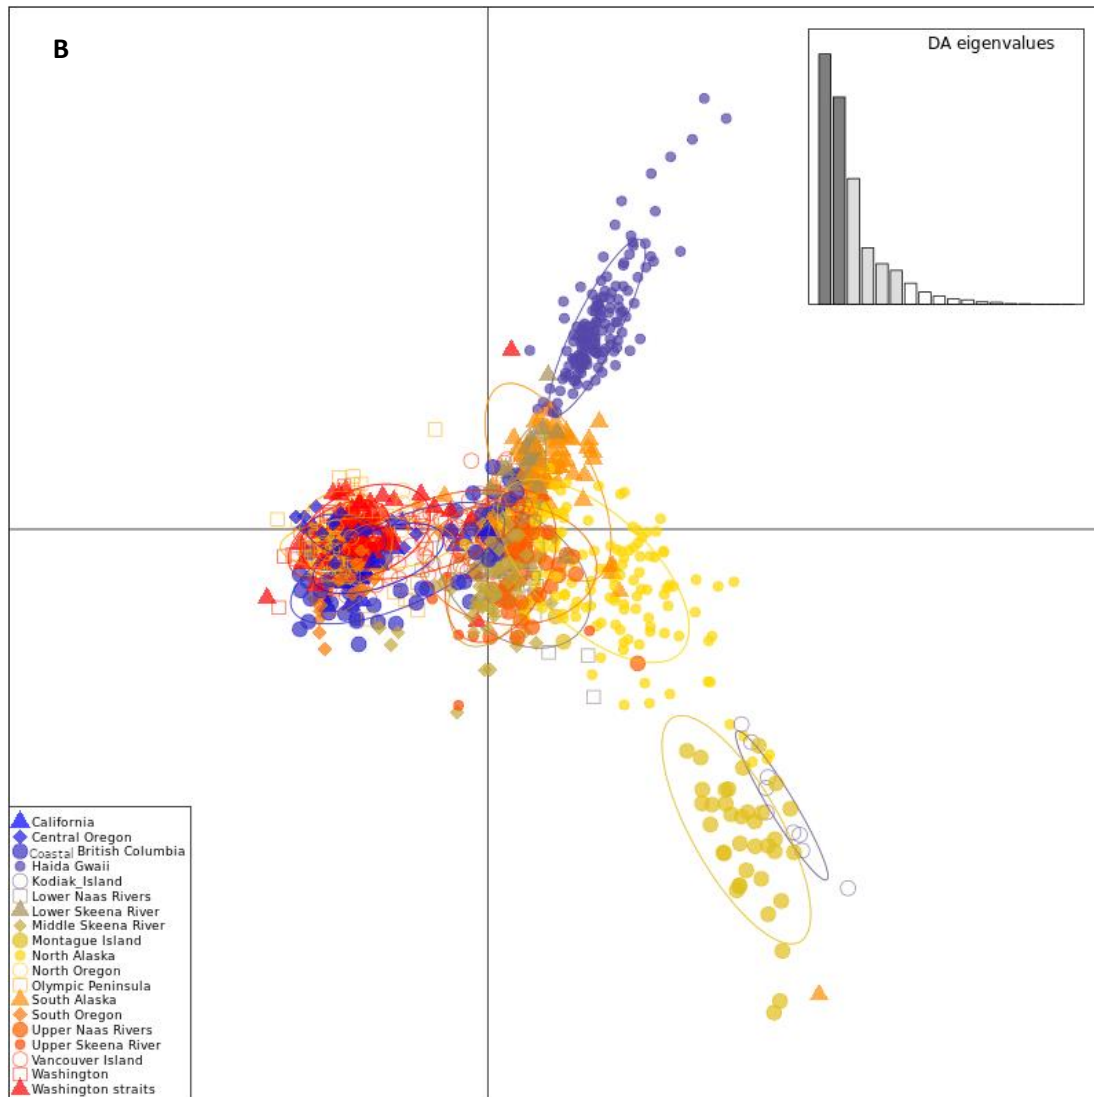 B
DA eigenvalues
California
Central Oregon
Coastal British Columbia
Haida Gwaii
Kodiak_Island
Lower Naas Rivers
Lower Skeena River
Middle Skeena River
Montague Island
North Alaska
North Oregon
Olympic Peninsula
South Alaska
South Oregon
Upper Naas Rivers
Upper Skeena River
Vancouver Island
Washington
Washington straits